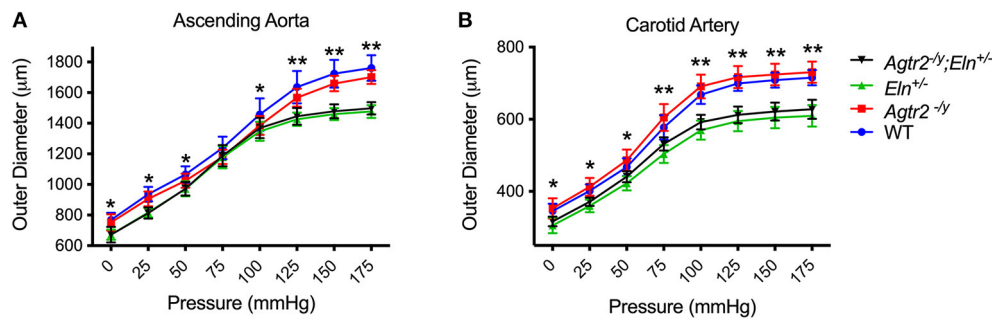 A
Ascending Aorta
Outer Diameter (μm)
1800
1600
1400
1200
1000
800
600
* * * * ** ** **
0 25 50 75 100 125 150 175
Pressure (mmHg)
B
Carotid Artery
Outer Diameter (μm)
800
600
400
* * * ** ** ** ** **
0 25 50 75 100 125 150 175
Pressure (mmHg)
Agtr2-/y;Eln+/-
Eln+/-
Agtr2 -/y
WT